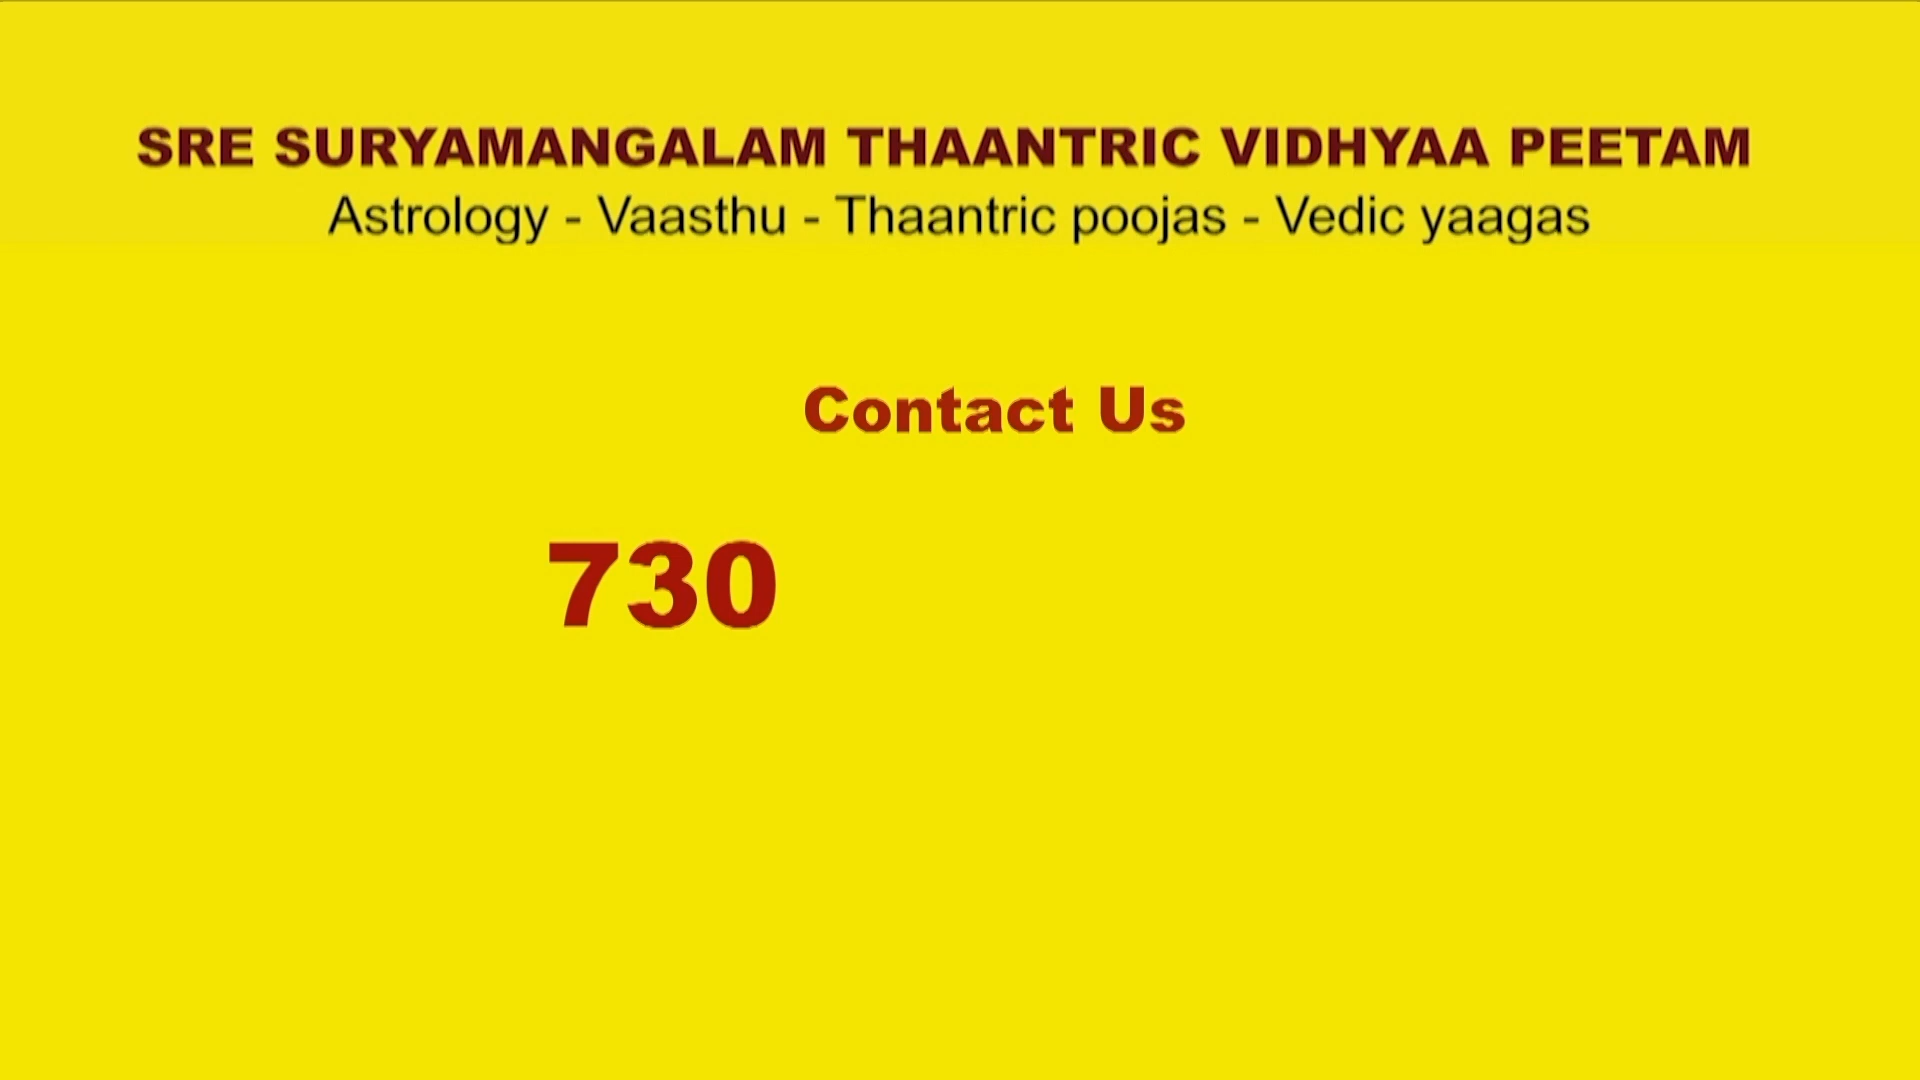 SRE SURYAMANGALAM THAANTRIC VIDHYAA PEETAM
Astrology - Vaasthu - Thaantric poojas - Vedic yaagas
Contact Us
730